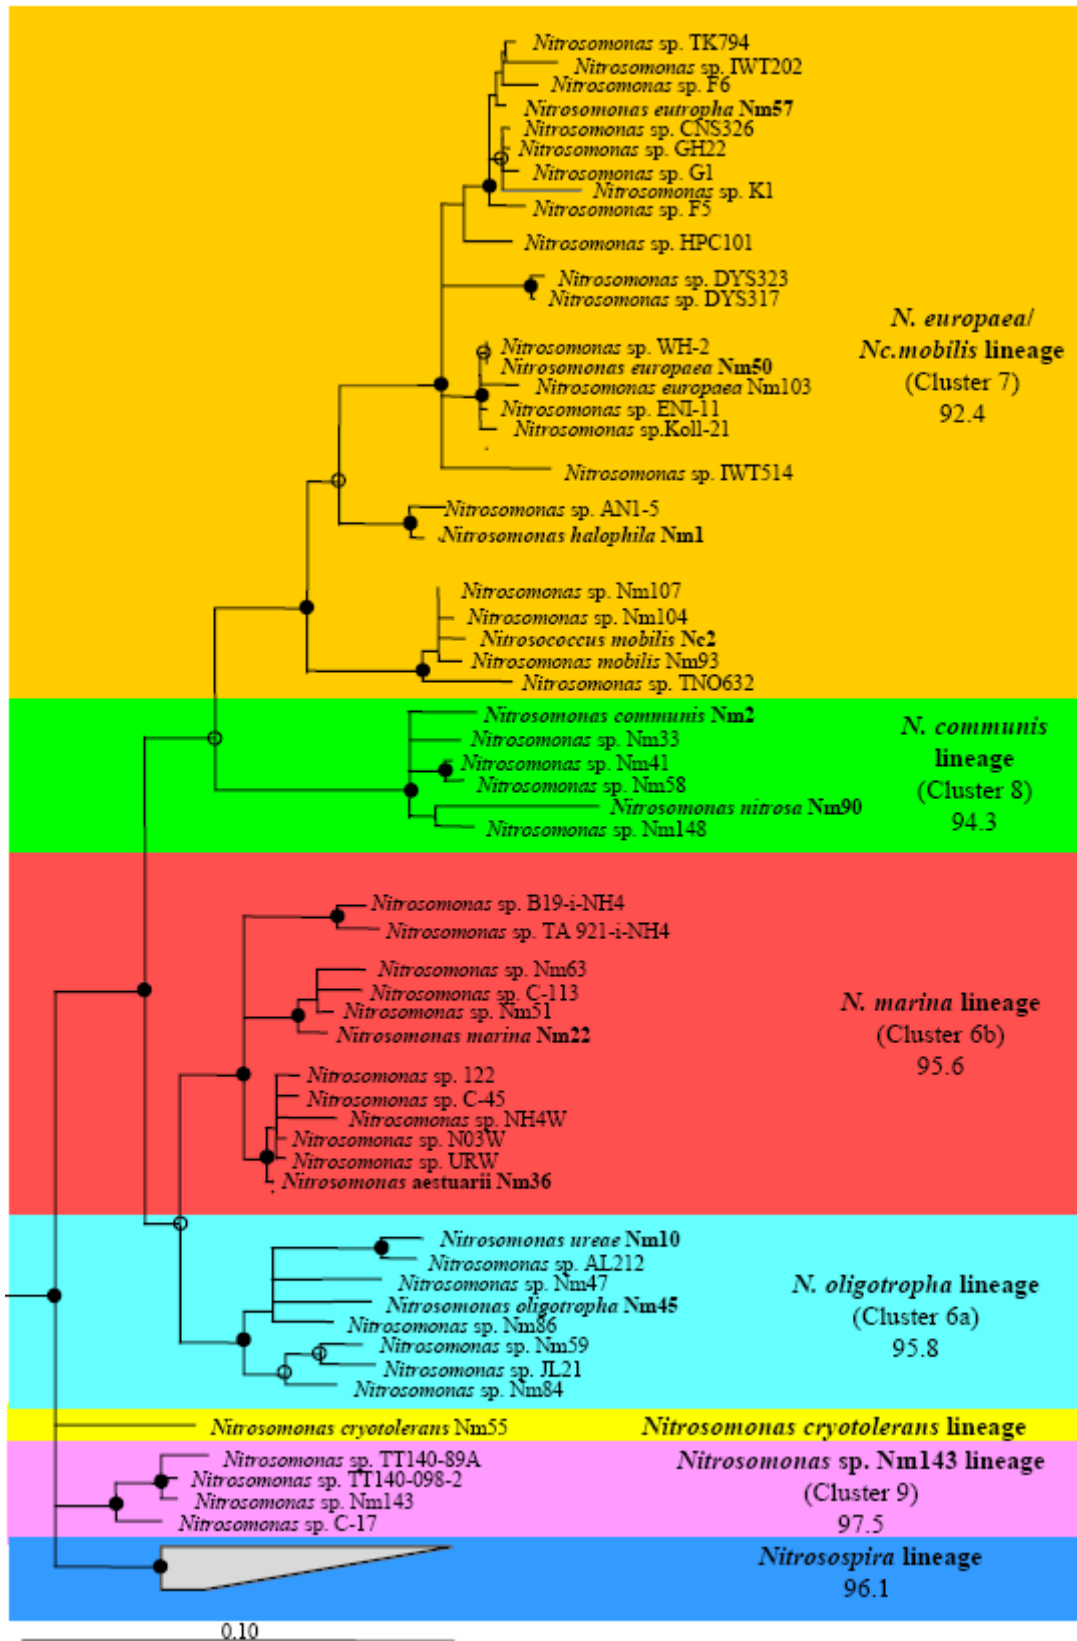 Nitrosomonas sp. TK794
Nitrosomonas sp. IWT202
Nitrosomonas sp. F6
Nitrosomonas eutropha Nm57
Nitrosomonas sp. CNS326
Nitrosomonas sp. GH22
Nitrosomonas sp. G1
Nitrosomonas sp. K1
Nitrosomonas sp. F5
Nitrosomonas sp. HPC101
Nitrosomonas sp. DYS323
Nitrosomonas sp. DYS317
N. europaea/
Nc.mobilis lineage
(Cluster 7)
92.4
Nitrosomonas sp. WH-2
Nitrosomonas europaea Nm50
Nitrosomonas europaea Nm103
Nitrosomonas sp. ENI-11
Nitrosomonas sp.Koll-21
Nitrosomonas sp. IWT514
Nitrosomonas sp. AN1-5
Nitrosomonas halophila Nm1
Nitrosomonas sp. Nm107
Nitrosomonas sp. Nm104
Nitrosococcus mobilis Nc2
Nitrosomonas mobilis Nm93
Nitrosomonas sp. TNO632
Nitrosomonas communis Nm2
Nitrosomonas sp. Nm33
Nitrosomonas sp. Nm41
Nitrosomonas sp. Nm58
Nitrosomonas nitrosa Nm90
Nitrosomonas sp. Nm148
N. communis
lineage
(Cluster 8)
94.3
Nitrosomonas sp. B19-i-NH4
Nitrosomonas sp. TA 921-i-NH4
Nitrosomonas sp. Nm63
Nitrosomonas sp. C-113
Nitrosomonas sp. Nm51
Nitrosomonas marina Nm22
N. marina lineage
(Cluster 6b)
95.6
Nitrosomonas sp. 122
Nitrosomonas sp. C-45
Nitrosomonas sp. NH4W
Nitrosomonas sp. N03W
Nitrosomonas sp. URW
Nitrosomonas aestuarii Nm36
Nitrosomonas ureae Nm10
Nitrosomonas sp. AL212
Nitrosomonas sp. Nm47
Nitrosomonas oligotropha Nm45
Nitrosomonas sp. Nm86
Nitrosomonas sp. Nm59
Nitrosomonas sp. JL21
Nitrosomonas sp. Nm84
N. oligotropha lineage
(Cluster 6a)
95.8
Nitrosomonas cryotolerans Nm55
Nitrosomonas cryotolerans lineage
Nitrosomonas sp. TT140-89A
Nitrosomonas sp. TT140-098-2
Nitrosomonas sp. Nm143
Nitrosomonas sp. C-17
Nitrosomonas sp. Nm143 lineage
(Cluster 9)
97.5
Nitrosospira lineage
96.1
0.10